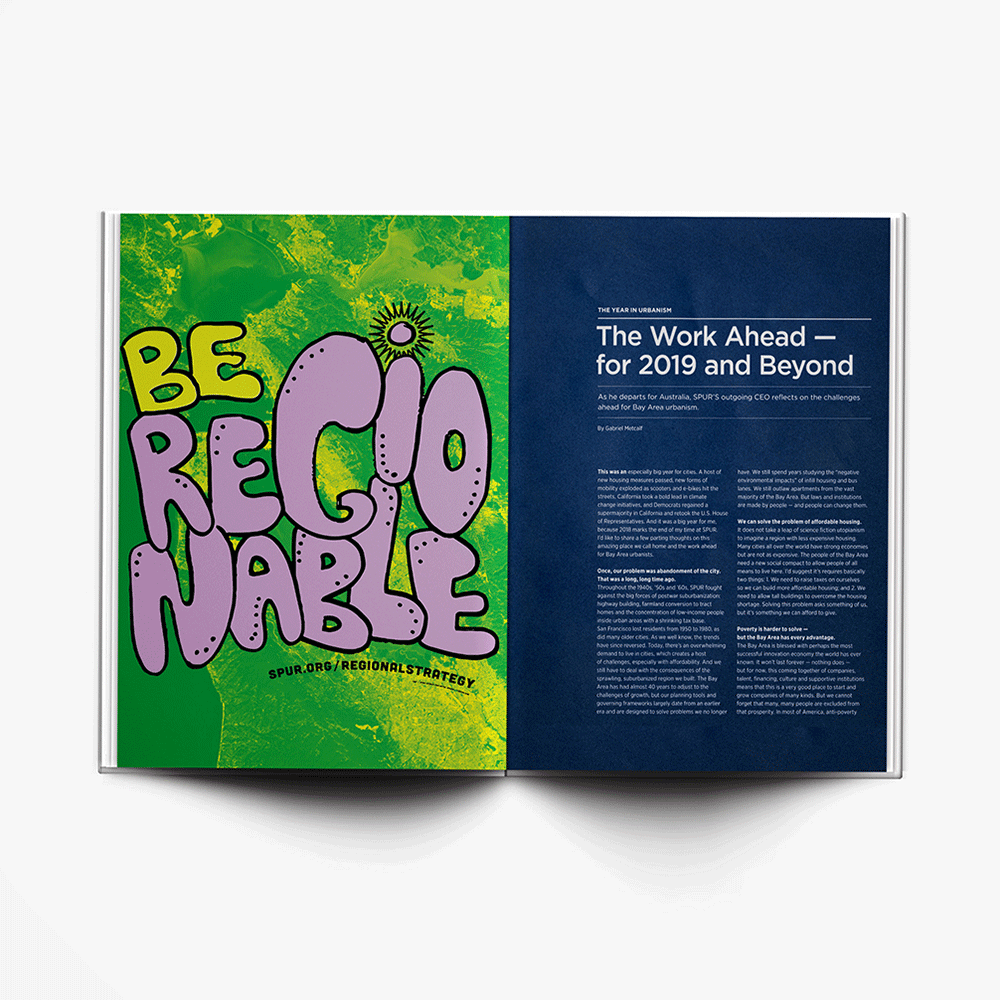 BE
REGIO
NABLE
SPUR.ORG/REGIONALSTRATEGY
THE YEAR IN URBANISM
The Work Ahead —
for 2019 and Beyond
As he departs for Australia, SPUR'S outgoing CEO reflects on the challenges
ahead for Bay Area urbanism.
By Gabriel Metcalf
This was an especially big year for cities. A host of
new housing measures passed, new forms of
mobility exploded as scooters and e-bikes hit the
streets, California took a bold lead in climate
change initiatives, and Democrats regained a
supermajority in California and retook the U.S. House
of Representatives. And it was a big year for me,
because 2018 marks the end of my time at SPUR.
I'd like to share a few parting thoughts on this
amazing place we call home and the work ahead
for Bay Area urbanists.
Once, our problem was abandonment of the city.
That was a long, long time ago.
Throughout the 1940s, '50s and '60s, SPUR fought
against the big forces of postwar suburbanization:
highway building, farmland conversion to tract
homes and the concentration of low-income people
inside urban areas with a shrinking tax base.
San Francisco lost residents from 1950 to 1980, as
did many older cities. As we well know, the trends
have since reversed. Today, there's an overwhelming
demand to live in cities, which creates a host
of challenges, especially with affordability. And we
still have to deal with the consequences of the
sprawling, suburbanized region we built. The Bay
Area has had almost 40 years to adjust to the
challenges of growth, but our planning tools and
governing frameworks largely date from an earlier
era and are designed to solve problems we no longer
have. We still spend years studying the "negative
environmental impacts" of infill housing and bus
lanes. We still outlaw apartments from the vast
majority of the Bay Area. But laws and institutions
are made by people — and people can change them.
We can solve the problem of affordable housing.
It does not take a leap of science fiction utopianism
to imagine a region with less expensive housing.
Many cities all over the world have strong economies
but are not as expensive. The people of the Bay Area
need a new social compact to allow people of all
means to live here. I'd suggest it's requires basically
two things: 1. We need to raise taxes on ourselves
so we can build more affordable housing; and 2. We
need to allow tall buildings to overcome the housing
shortage. Solving this problem asks something of us,
but it's something we can afford to give.
Poverty is harder to solve —
but the Bay Area has every advantage.
The Bay Area is blessed with perhaps the most
successful innovation economy the world has ever
known. It won't last forever — nothing does —
but for now, this coming together of companies,
talent, financing, culture and supportive institutions
means that this is a very good place to start and
grow companies of many kinds. But we cannot
forget that many, many people are excluded from
that prosperity. In most of America, anti-poverty